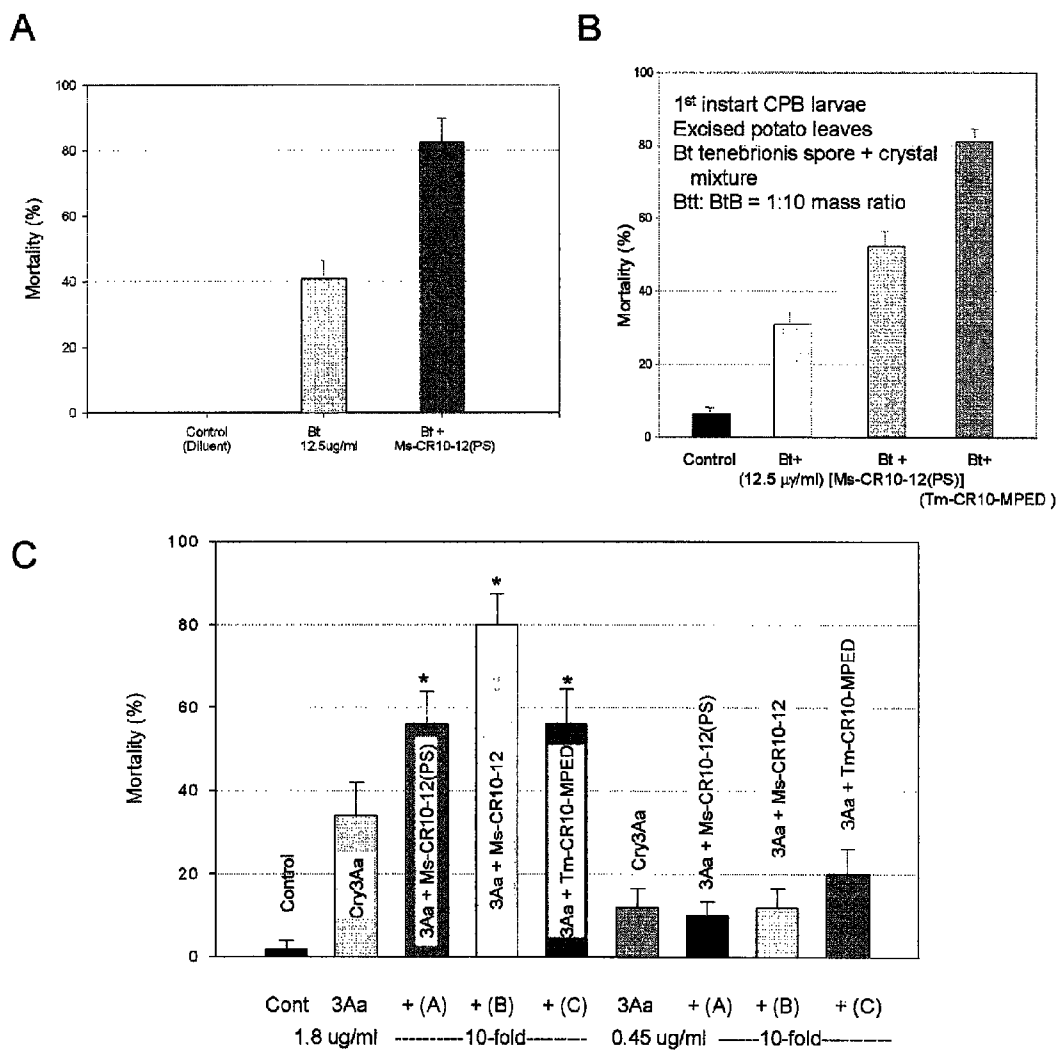 A
100
80
60
40
20
0
Mortality (%)
Control
(Diluent)
Bt
12.5ug/ml
Bt +
Ms-CR10-12(PS)
B
100
80
60
40
20
0
Mortality (%)
1st instart CPB larvae
Excised potato leaves
Bt tenebrionis spore + crystal
mixture
Btt: BtB = 1:10 mass ratio
Control
Bt+
Bt +
Bt+
(12.5 μy/ml) [Ms-CR10-12(PS)]
(Tm-CR10-MPED )
C
100
80
60
40
20
0
Mortality (%)
Control
Cry3Aa
*
3Aa + Ms-CR10-12(PS)
*
3Aa + Ms-CR10-12
*
3Aa + Tm-CR10-MPED
Cry3Aa
3Aa + Ms-CR10-12(PS)
3Aa + Ms-CR10-12
3Aa + Tm-CR10-MPED
Cont 3Aa + (A) + (B) + (C) 3Aa + (A) + (B) + (C)
1.8 ug/ml ---------10-fold--------- 0.45 ug/ml ------10-fold---------